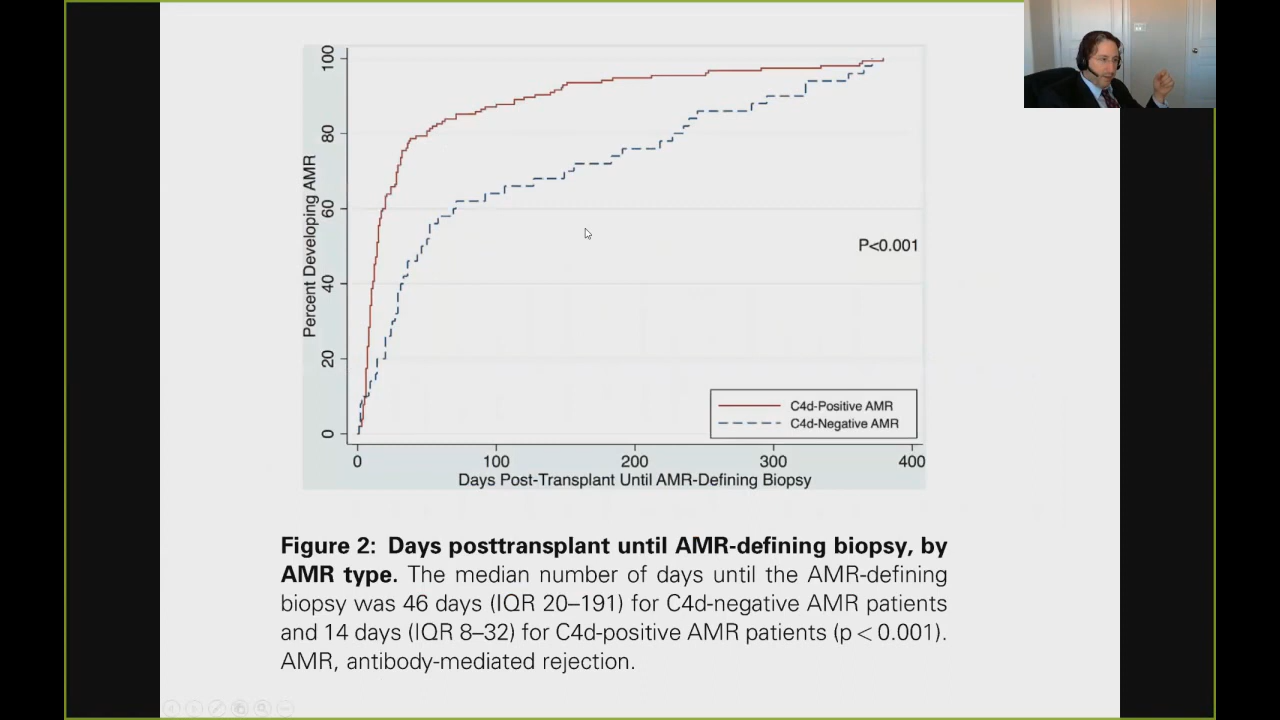 100
80
60
40
20
0
Percent Developing AMR
P<0.001
C4d-Positive AMR
C4d-Negative AMR
0 100 200 300 400
Days Post-Transplant Until AMR-Defining Biopsy
Figure 2: Days posttransplant until AMR-defining biopsy, by
AMR type. The median number of days until the AMR-defining
biopsy was 46 days (IQR 20–191) for C4d-negative AMR patients
and 14 days (IQR 8–32) for C4d-positive AMR patients (p < 0.001).
AMR, antibody-mediated rejection.